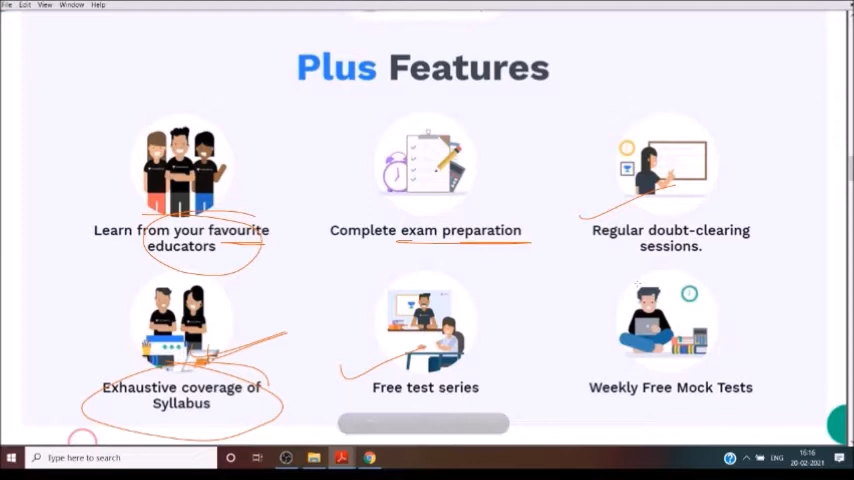 File Edit View Window Help
Plus Features
Learn from your favourite
educators
Complete exam preparation
Regular doubt-clearing
sessions.
Exhaustive coverage of
Syllabus
Free test series
Weekly Free Mock Tests
Type here to search
ENG
16:16
20-02-2021